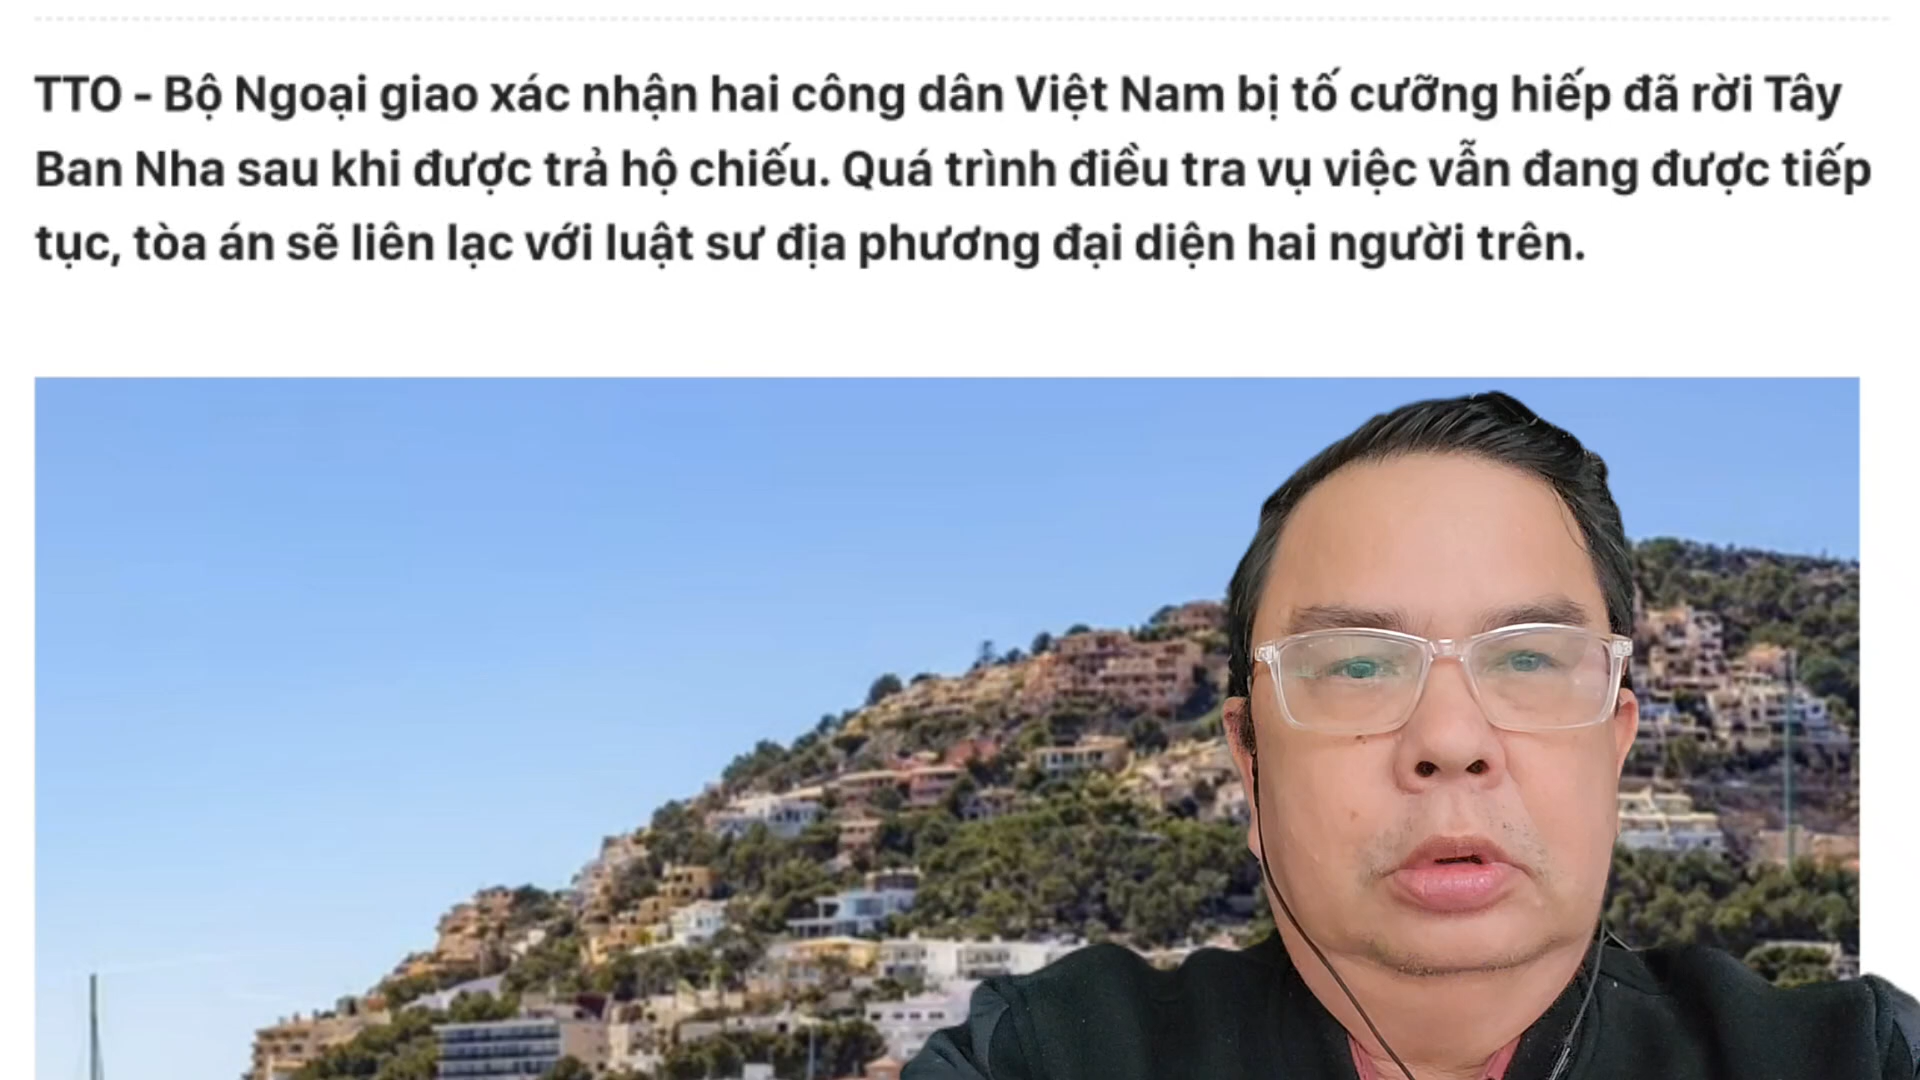 TTO - Bộ Ngoại giao xác nhận hai công dân Việt Nam bị tố cưỡng hiếp đã rời Tây
Ban Nha sau khi được trả hộ chiếu. Quá trình điều tra vụ việc vẫn đang được tiếp
tục, tòa án sẽ liên lạc với luật sư địa phương đại diện hai người trên.